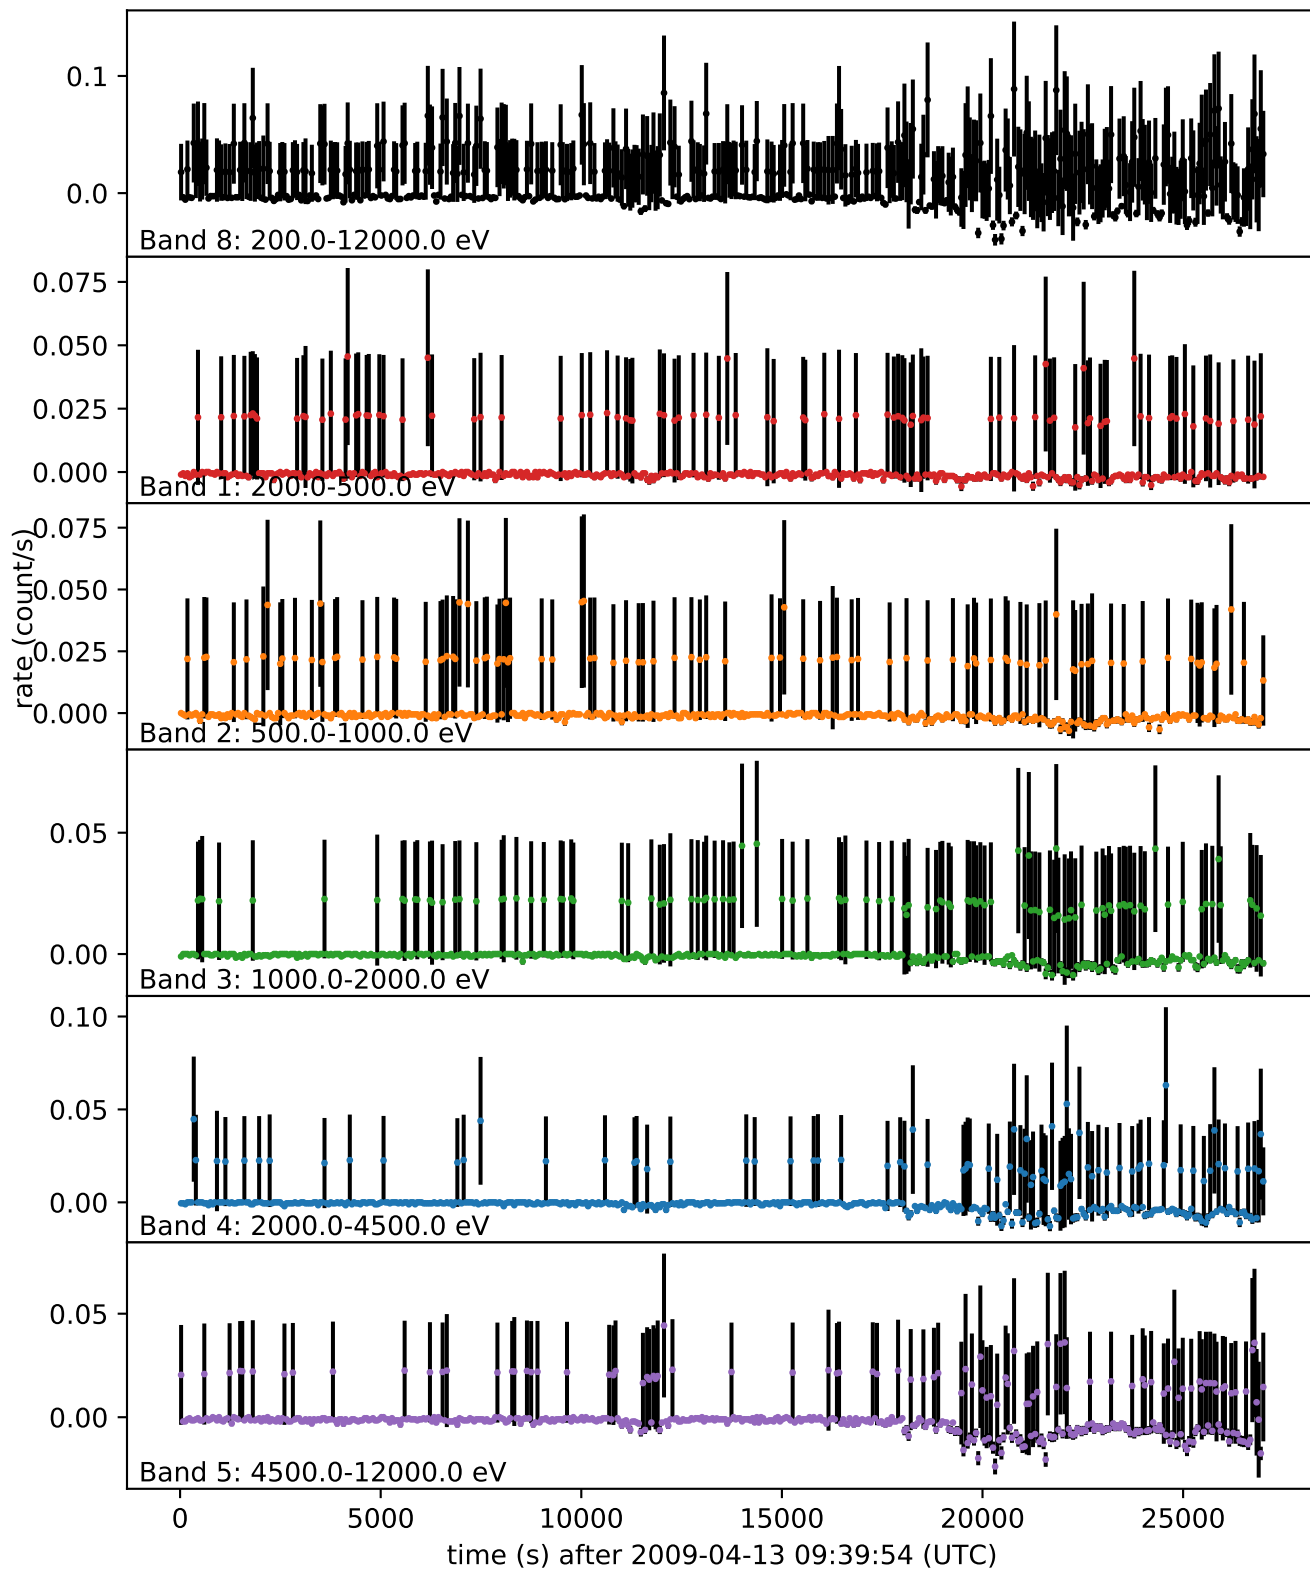 0.1
0.0
Band 8: 200.0-12000.0 eV
0.075
0.050
0.025
0.000
Band 1: 200.0-500.0 eV
0.075
0.050
0.025
0.000
Band 2: 500.0-1000.0 eV
rate (count/s)
0.05
0.00
Band 3: 1000.0-2000.0 eV
0.10
0.05
0.00
Band 4: 2000.0-4500.0 eV
0.05
0.00
Band 5: 4500.0-12000.0 eV
0 5000 10000 15000 20000 25000
time (s) after 2009-04-13 09:39:54 (UTC)